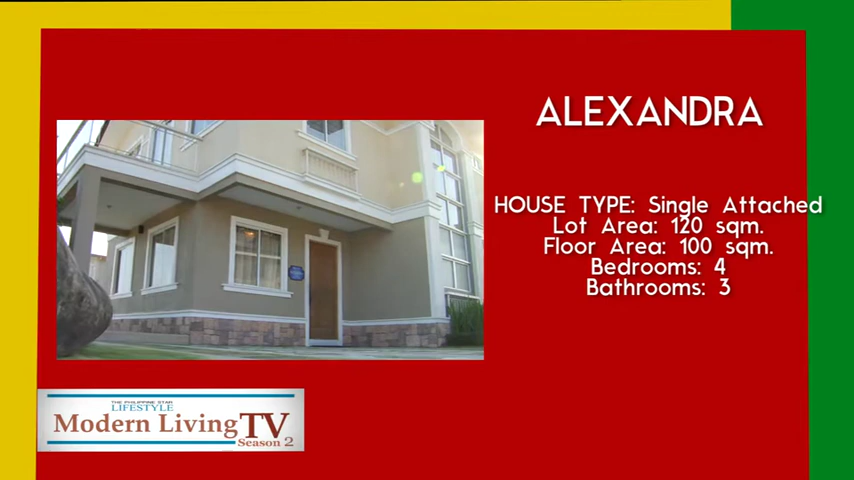 ALEXANDRA
HOUSE TYPE: Single Attached
Lot Area: 120 sqm.
Floor Area: 100 sqm.
Bedrooms: 4
Bathrooms: 3
THE PHILIPPINE STAR
LIFESTYLE
Modern Living TV
Season 2